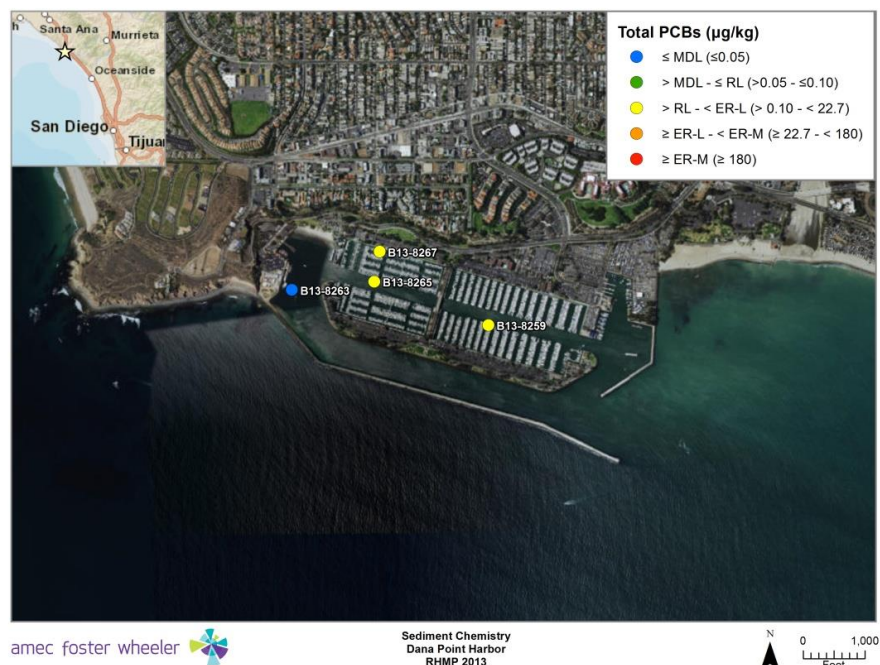 h
Santa Ana
Murrieta
Oceanside
San Diego
Tijua
Total PCBs (µg/kg)
≤ MDL (≤0.05)
> MDL - ≤ RL (>0.05 - ≤0.10)
> RL - < ER-L (> 0.10 - < 22.7)
≥ ER-L - < ER-M (≥ 22.7 - < 180)
≥ ER-M (≥ 180)
B13-8267
B13-8265
B13-8263
B13-8259
amec foster wheeler
Sediment Chemistry
Dana Point Harbor
RHMP 2013
N
0 1,000
Feet